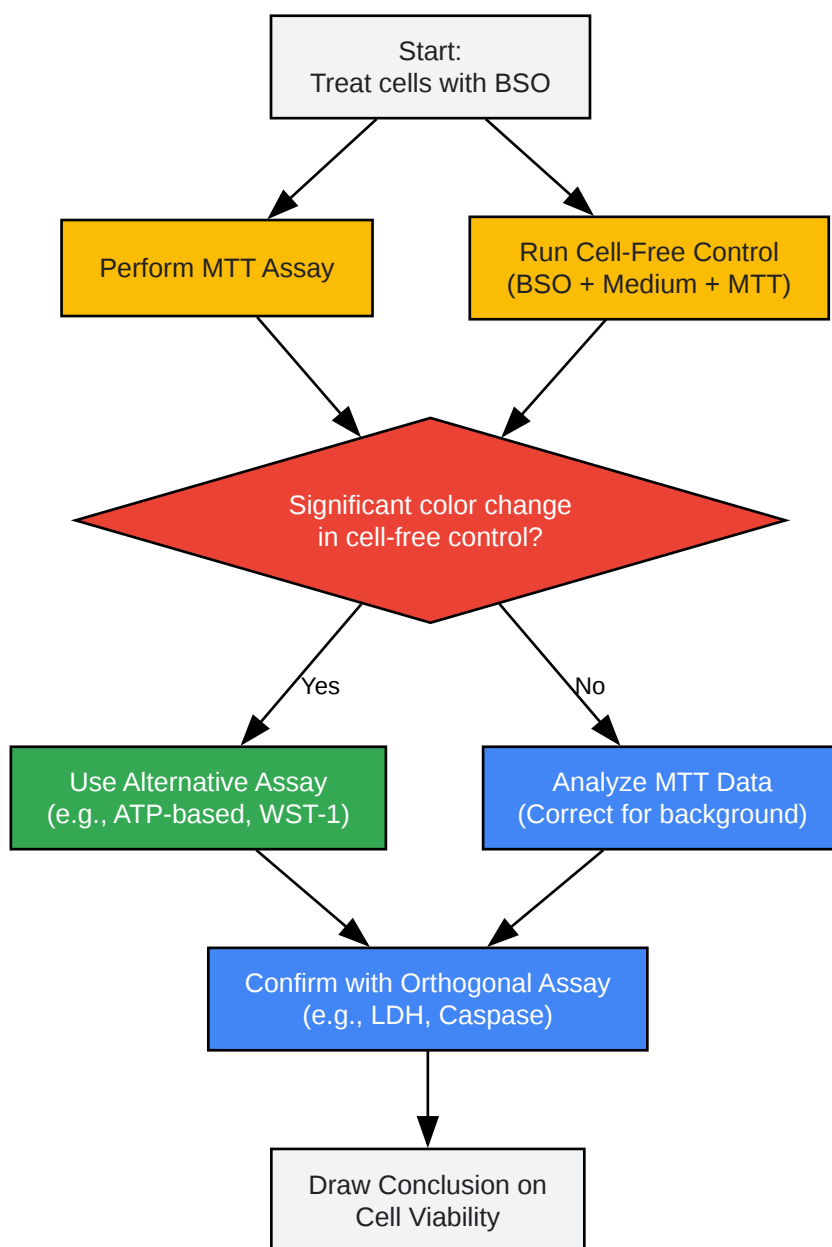 Start:
Treat cells with BSO
Perform MTT Assay
Run Cell-Free Control
(BSO + Medium + MTT)
Significant color change
in cell-free control?
Yes
No
Use Alternative Assay
(e.g., ATP-based, WST-1)
Analyze MTT Data
(Correct for background)
Confirm with Orthogonal Assay
(e.g., LDH, Caspase)
Draw Conclusion on
Cell Viability